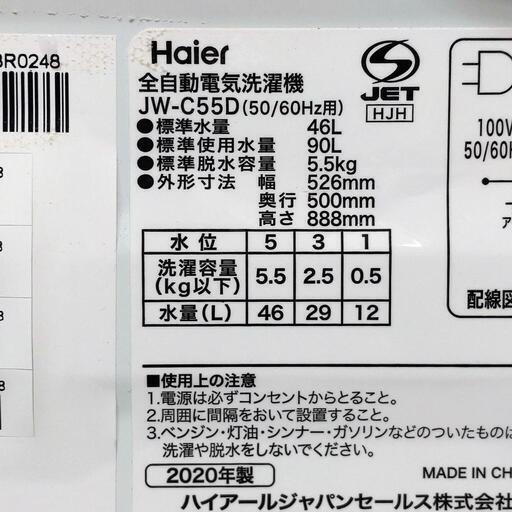 3R0248
Haier
全自動電気洗濯機
JW-C55D(50/60Hz用)
●標準水量 46L
●標準使用水量 90L
●標準脱水容量 5.5kg
●外形寸法 幅 526mm
奥行 500mm
高さ 888mm
S
JET
HJH
100V
50/60H
配線図
水位 5 3 1
洗濯容量(kg以下) 5.5 2.5 0.5
水量(L) 46 29 12
■使用上の注意
1.電源は必ずコンセントからとること。
2.周囲に間隔をおいて設置すること。
3.ベンジン・灯油・シンナー・ガソリンなどのついたものは
洗濯や脱水をしないでください。
2020年製
MADE IN CH
ハイアールジャパンセールス株式会